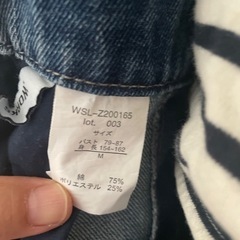 WSL-Z200165
lot. 003
サイズ
バスト 79-87
身長 154-162
M
綿 75%
ポリエステル 25%